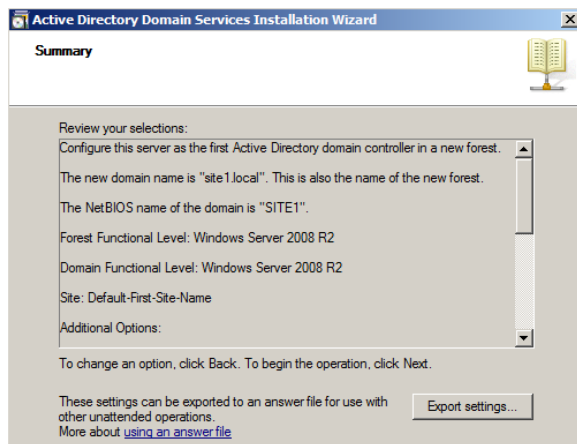 Active Directory Domain Services Installation Wizard
Summary
Review your selections:
Configure this server as the first Active Directory domain controller in a new forest.
The new domain name is "site1.local". This is also the name of the new forest.
The NetBIOS name of the domain is "SITE1".
Forest Functional Level: Windows Server 2008 R2
Domain Functional Level: Windows Server 2008 R2
Site: Default-First-Site-Name
Additional Options:
To change an option, click Back. To begin the operation, click Next.
These settings can be exported to an answer file for use with
other unattended operations.
More about using an answer file
Export settings...